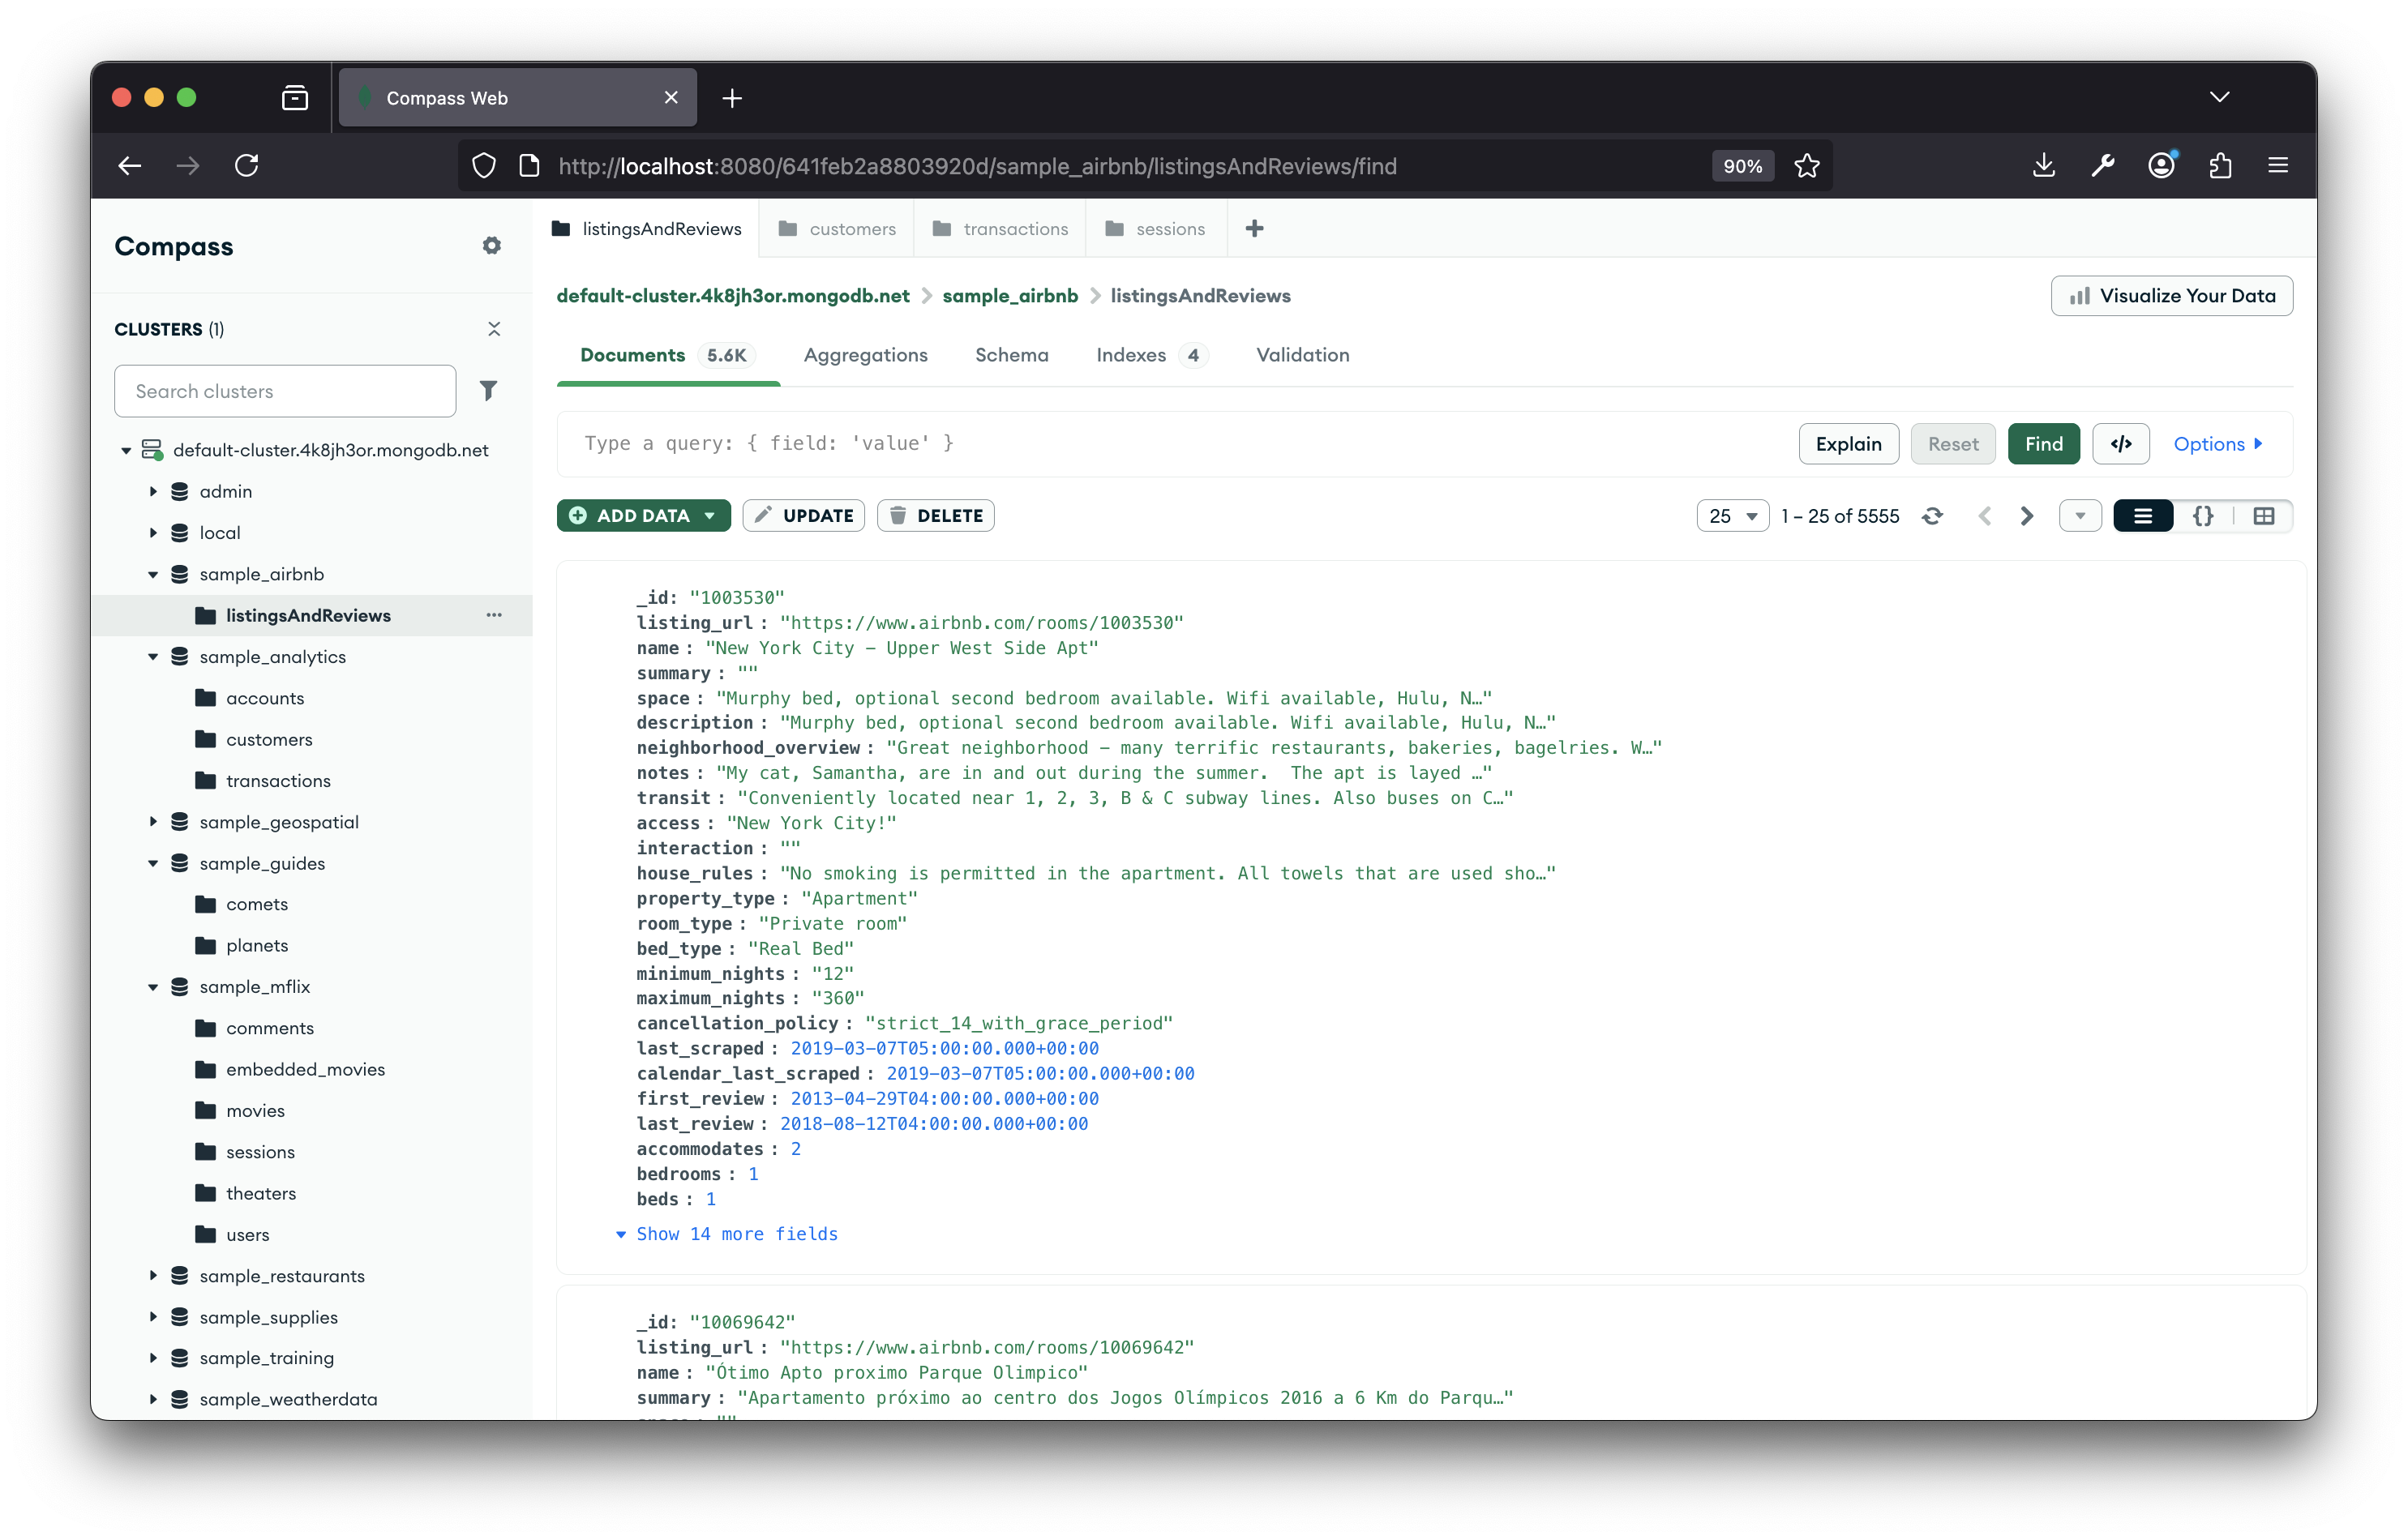 Compass Web
http://localhost:8080/641feb2a8803920d/sample_airbnb/listingsAndReviews/find
90%
Compass
CLUSTERS (1)
Search clusters
default-cluster.4k8jh3or.mongodb.net
admin
local
sample_airbnb
listingsAndReviews
sample_analytics
accounts
customers
transactions
sample_geospatial
sample_guides
comets
planets
sample_mflix
comments
embedded_movies
movies
sessions
theaters
users
sample_restaurants
sample_supplies
sample_training
sample_weatherdata
listingsAndReviews customers transactions sessions
default-cluster.4k8jh3or.mongodb.net > sample_airbnb > listingsAndReviews
Visualize Your Data
Documents 5.6K Aggregations Schema Indexes 4 Validation
Type a query: { field: 'value' }
Explain Reset Find </> Options
ADD DATA UPDATE DELETE
25 1 – 25 of 5555 {}
_id: "1003530"
listing_url : "https://www.airbnb.com/rooms/1003530"
name : "New York City – Upper West Side Apt"
summary : ""
space : "Murphy bed, optional second bedroom available. Wifi available, Hulu, N…"
description : "Murphy bed, optional second bedroom available. Wifi available, Hulu, N…"
neighborhood_overview : "Great neighborhood – many terrific restaurants, bakeries, bagelries. W…"
notes : "My cat, Samantha, are in and out during the summer.  The apt is layed …"
transit : "Conveniently located near 1, 2, 3, B & C subway lines. Also buses on C…"
access : "New York City!"
interaction : ""
house_rules : "No smoking is permitted in the apartment. All towels that are used sho…"
property_type : "Apartment"
room_type : "Private room"
bed_type : "Real Bed"
minimum_nights : "12"
maximum_nights : "360"
cancellation_policy : "strict_14_with_grace_period"
last_scraped : 2019-03-07T05:00:00.000+00:00
calendar_last_scraped : 2019-03-07T05:00:00.000+00:00
first_review : 2013-04-29T04:00:00.000+00:00
last_review : 2018-08-12T04:00:00.000+00:00
accommodates : 2
bedrooms : 1
beds : 1
Show 14 more fields
_id: "10069642"
listing_url : "https://www.airbnb.com/rooms/10069642"
name : "Ótimo Apto proximo Parque Olimpico"
summary : "Apartamento próximo ao centro dos Jogos Olímpicos 2016 a 6 Km do Parqu…"